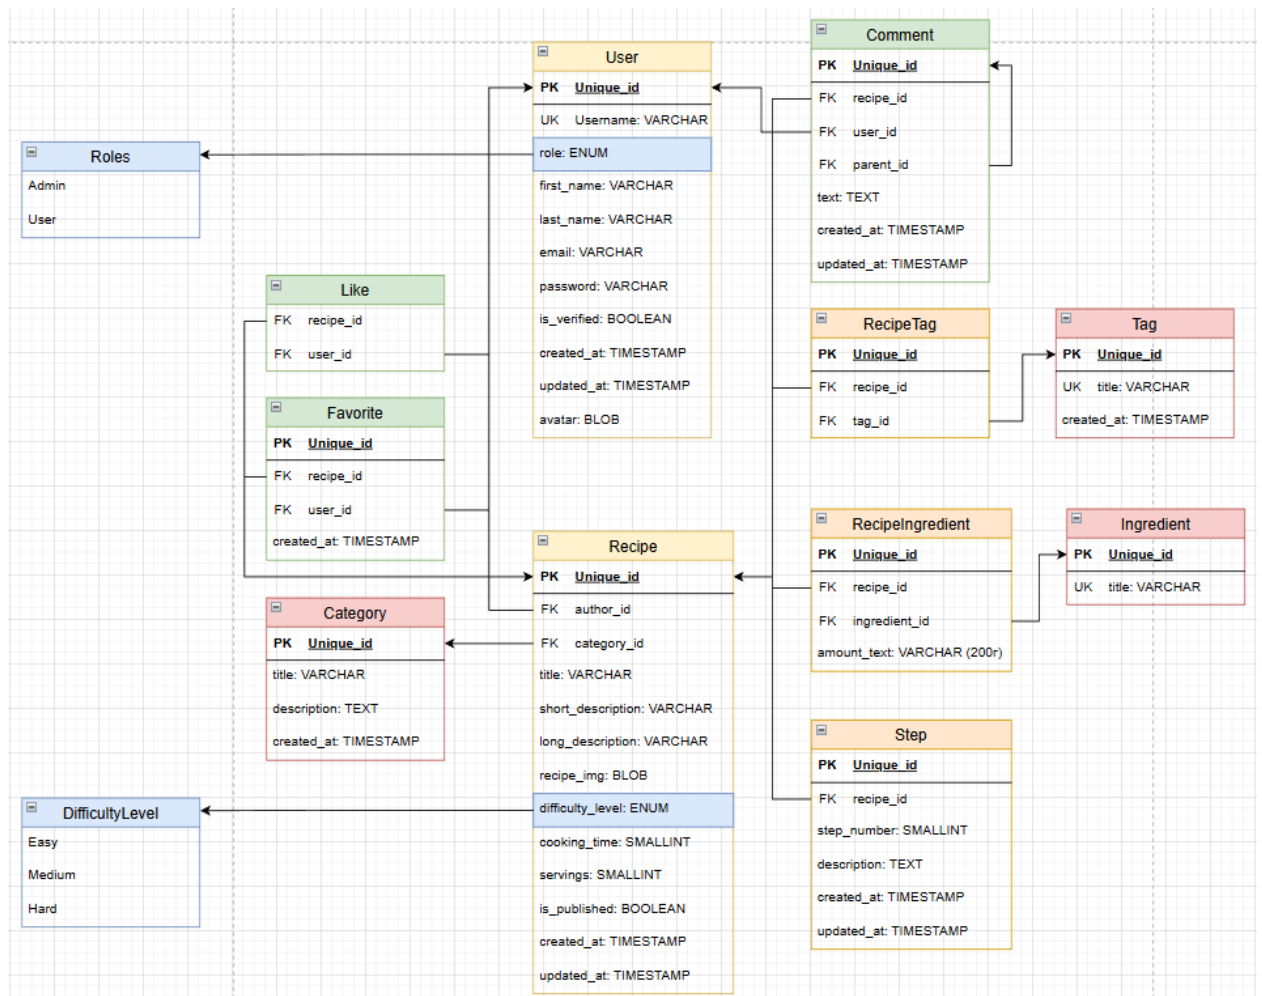 User
PK Unique_id
UK Username: VARCHAR
role: ENUM
first_name: VARCHAR
last_name: VARCHAR
email: VARCHAR
password: VARCHAR
is_verified: BOOLEAN
created_at: TIMESTAMP
updated_at: TIMESTAMP
avatar: BLOB
Comment
PK Unique_id
FK recipe_id
FK user_id
FK parent_id
text: TEXT
created_at: TIMESTAMP
updated_at: TIMESTAMP
Roles
Admin
User
Like
FK recipe_id
FK user_id
Favorite
PK Unique_id
FK recipe_id
FK user_id
created_at: TIMESTAMP
RecipeTag
PK Unique_id
FK recipe_id
FK tag_id
Tag
PK Unique_id
UK title: VARCHAR
created_at: TIMESTAMP
RecipeIngredient
PK Unique_id
FK recipe_id
FK ingredient_id
amount_text: VARCHAR (200г)
Ingredient
PK Unique_id
UK title: VARCHAR
Recipe
PK Unique_id
FK author_id
FK category_id
title: VARCHAR
short_description: VARCHAR
long_description: VARCHAR
recipe_img: BLOB
difficulty_level: ENUM
cooking_time: SMALLINT
servings: SMALLINT
is_published: BOOLEAN
created_at: TIMESTAMP
updated_at: TIMESTAMP
Category
PK Unique_id
title: VARCHAR
description: TEXT
created_at: TIMESTAMP
Step
PK Unique_id
FK recipe_id
step_number: SMALLINT
description: TEXT
created_at: TIMESTAMP
updated_at: TIMESTAMP
DifficultyLevel
Easy
Medium
Hard